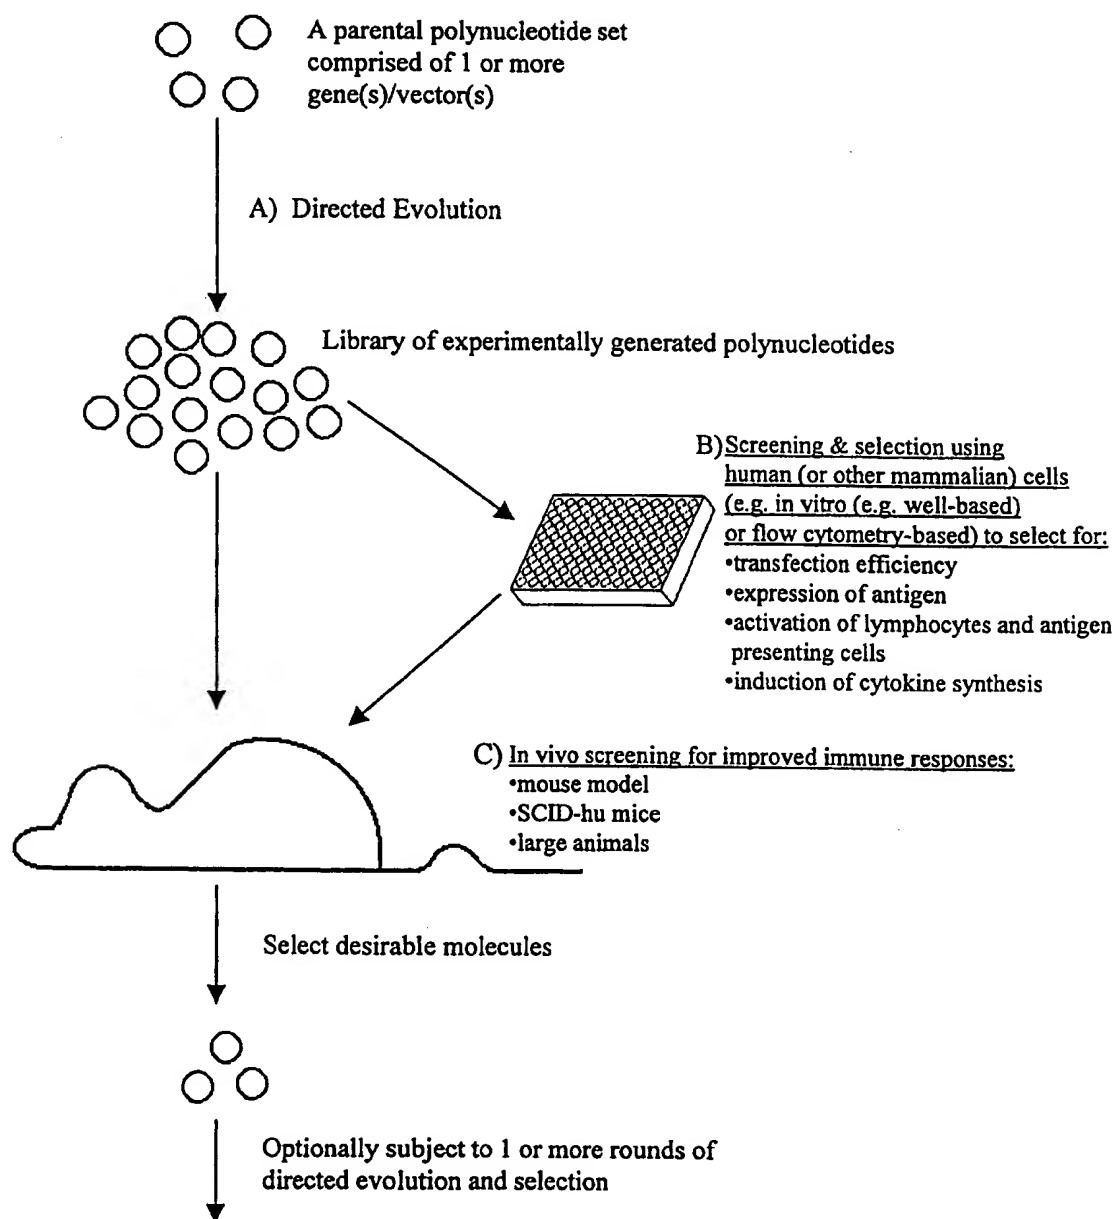 A parental polynucleotide set
comprised of 1 or more
gene(s)/vector(s)
A) Directed Evolution
Library of experimentally generated polynucleotides
B) Screening & selection using
human (or other mammalian) cells
(e.g. in vitro (e.g. well-based)
or flow cytometry-based) to select for:
•transfection efficiency
•expression of antigen
•activation of lymphocytes and antigen
presenting cells
•induction of cytokine synthesis
C) In vivo screening for improved immune responses:
•mouse model
•SCID-hu mice
•large animals
Select desirable molecules
Optionally subject to 1 or more rounds of
directed evolution and selection